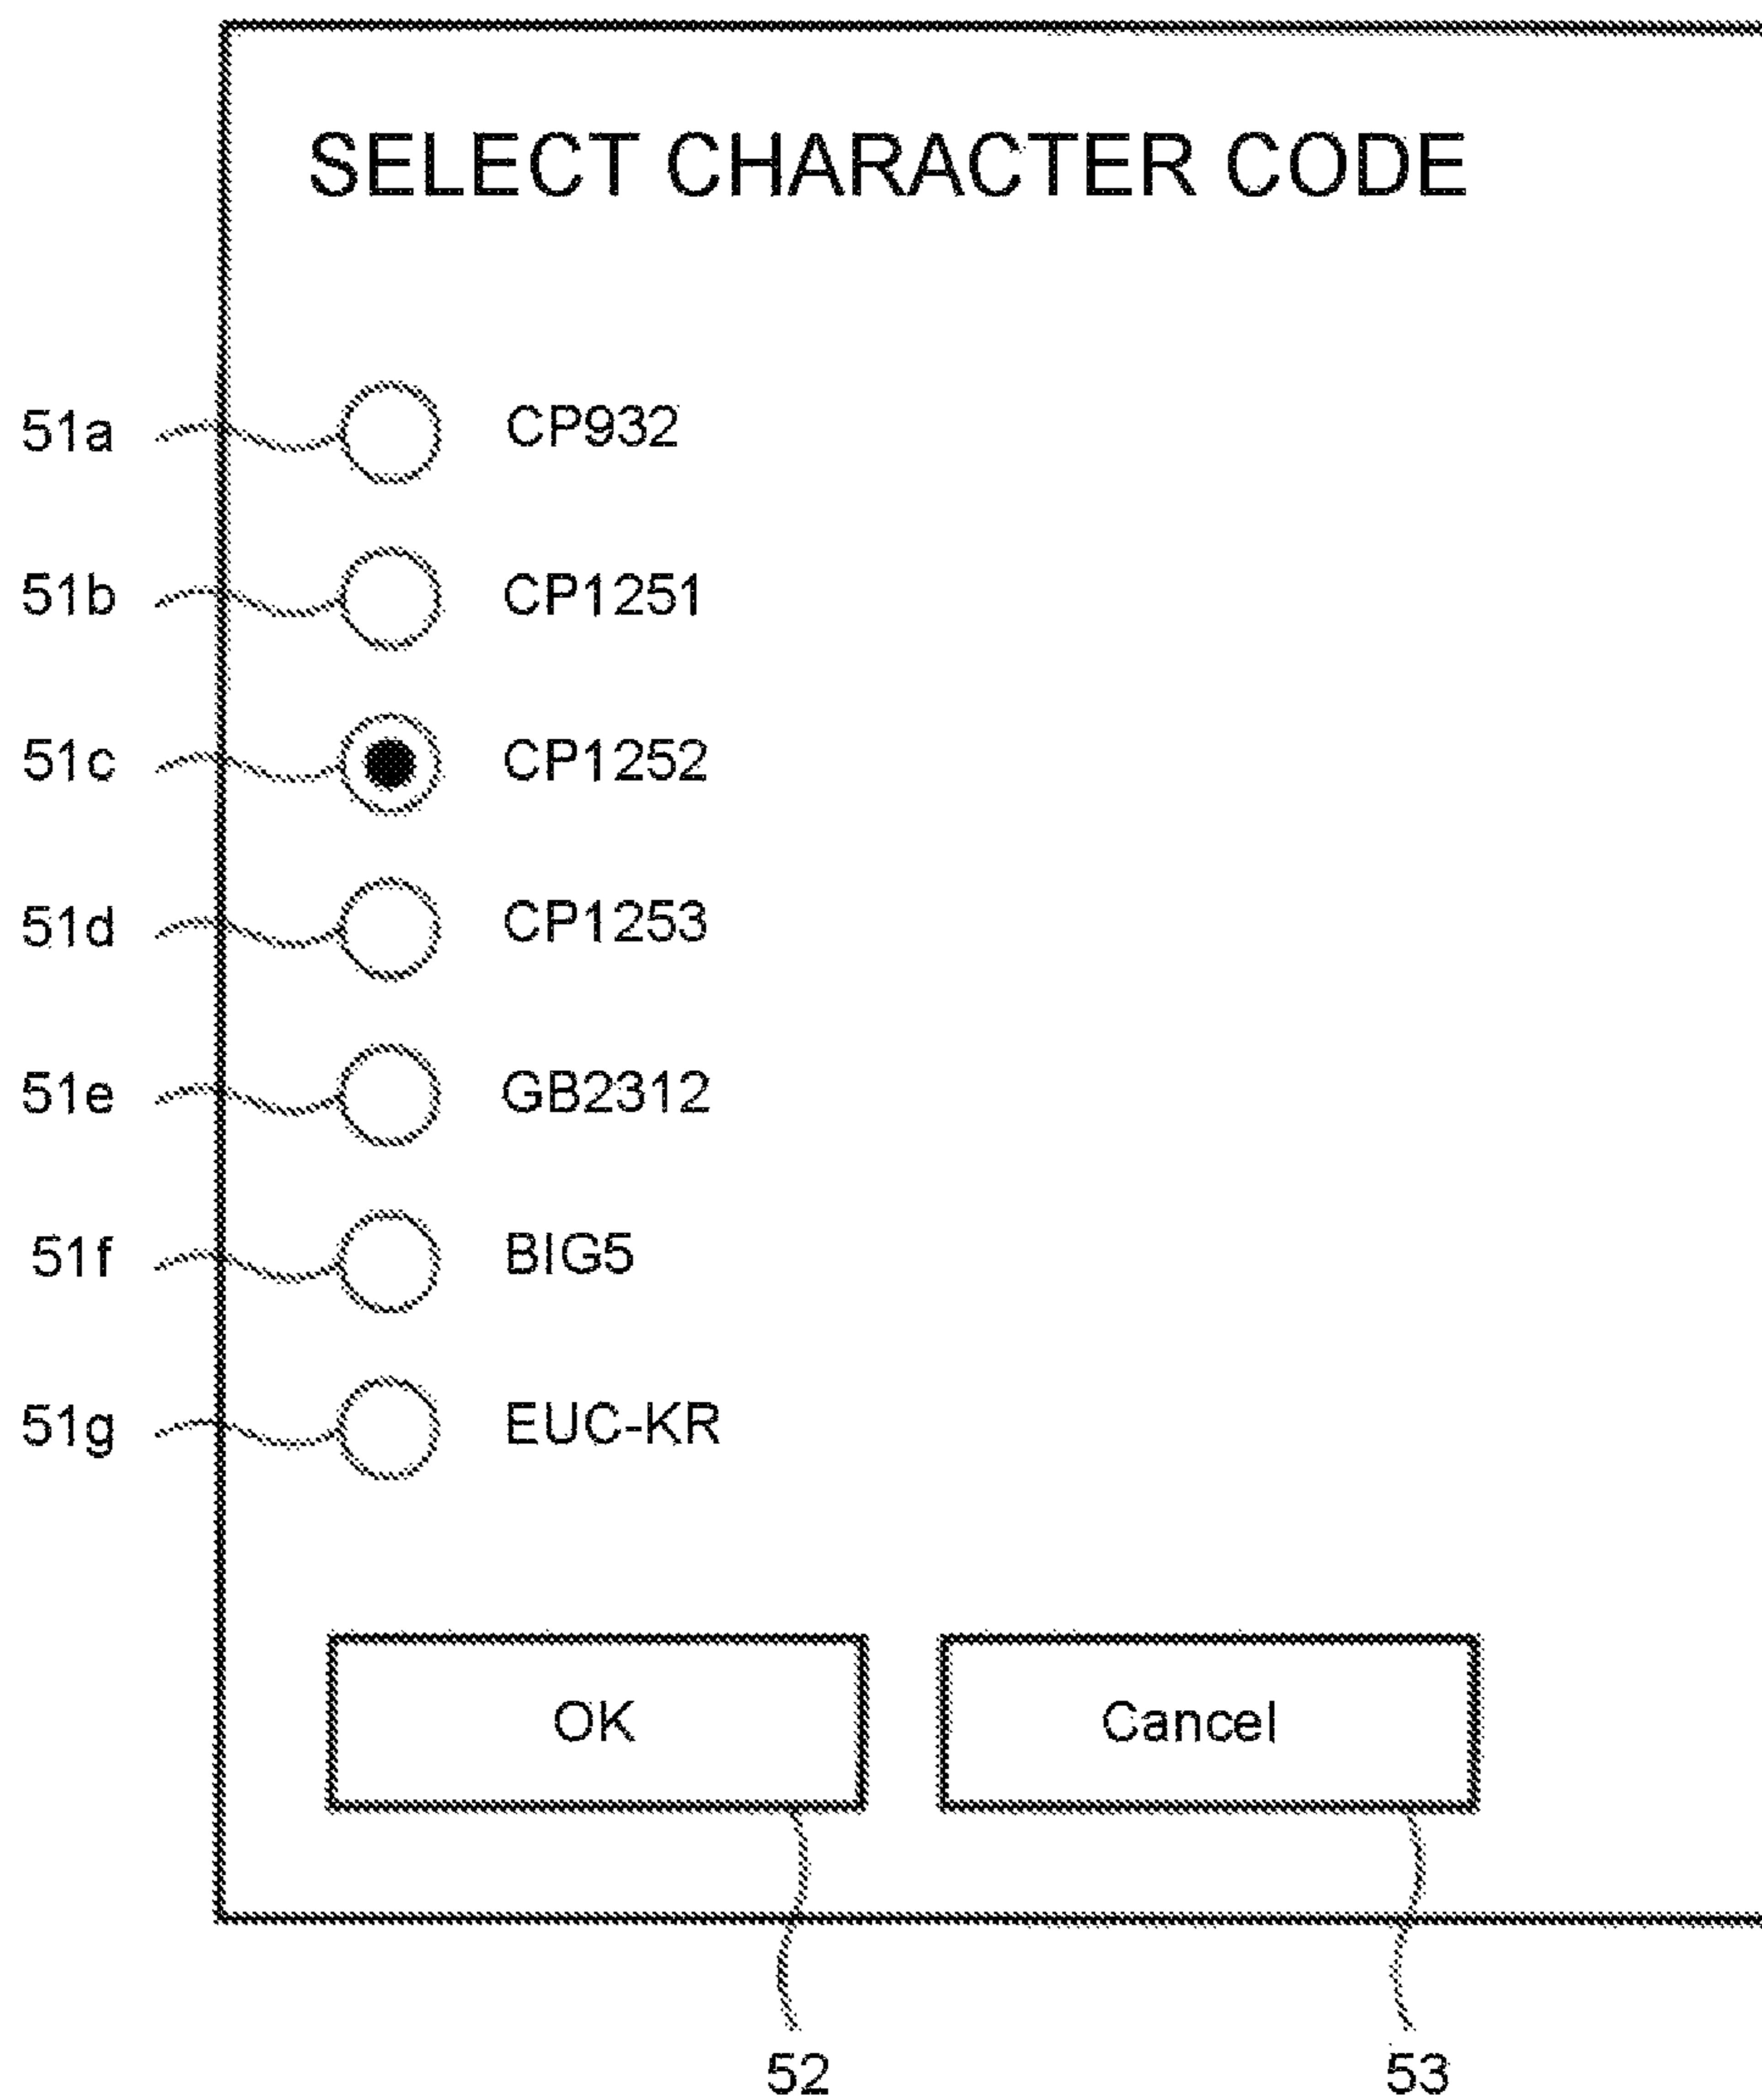 SELECT CHARACTER CODE
51a CP932
51b CP1251
51c CP1252
51d CP1253
51e GB2312
51f BIG5
51g EUC-KR
OK Cancel
52 53